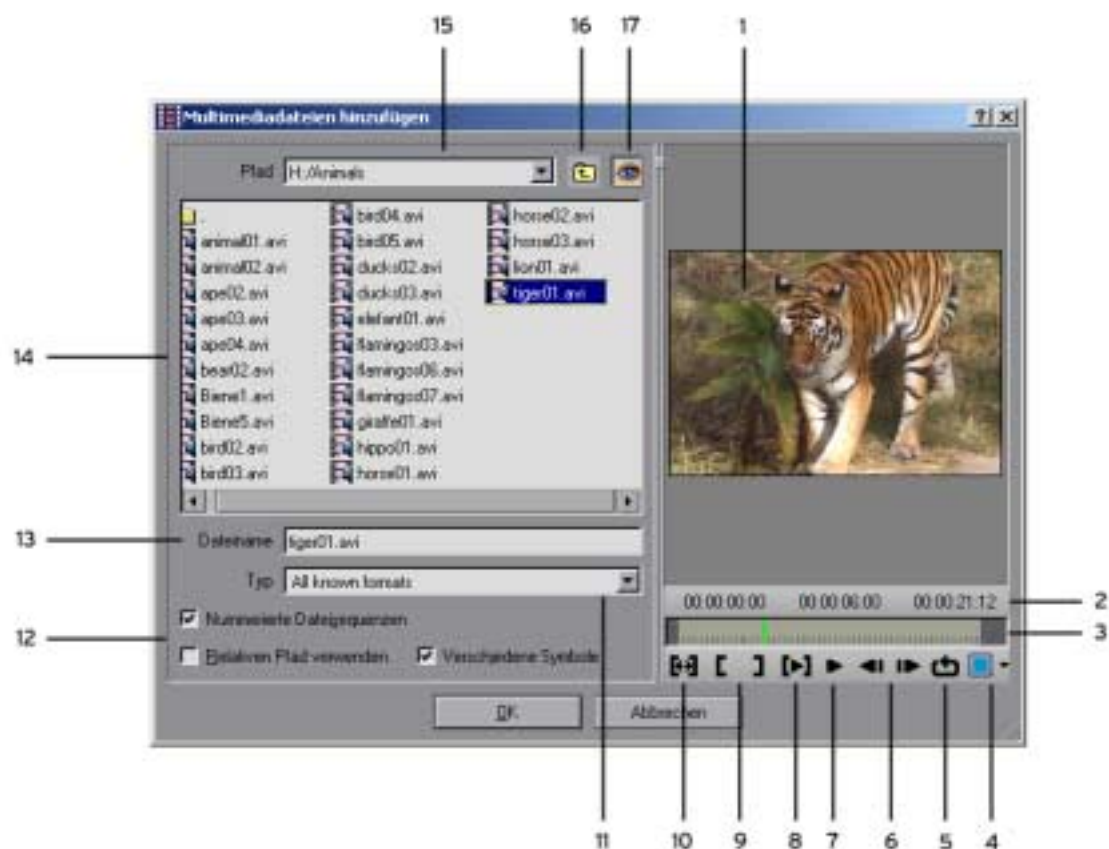 15 16 17 1
Multimediadateien hinzufügen
Pfad H:/Animals
.
animal01.avi
animal02.avi
ape02.avi
ape03.avi
ape04.avi
bear02.avi
Biene1.avi
Biene5.avi
bird02.avi
bird03.avi
bird04.avi
bird05.avi
ducks02.avi
ducks03.avi
elefant01.avi
flamingos03.avi
flamingos06.avi
flamingos07.avi
giraffe01.avi
hippo01.avi
horse01.avi
horse02.avi
horse03.avi
lion01.avi
tiger01.avi
14
13 Dateiname tiger01.avi
Typ All known formats
12
Nummerierte Dateisequenzen
Relativen Pfad verwenden Verschiedene Symbole
00:00:00:00 00:00:06:00 00:00:21:12 2
3
OK Abbrechen
11 10 9 8 7 6 5 4